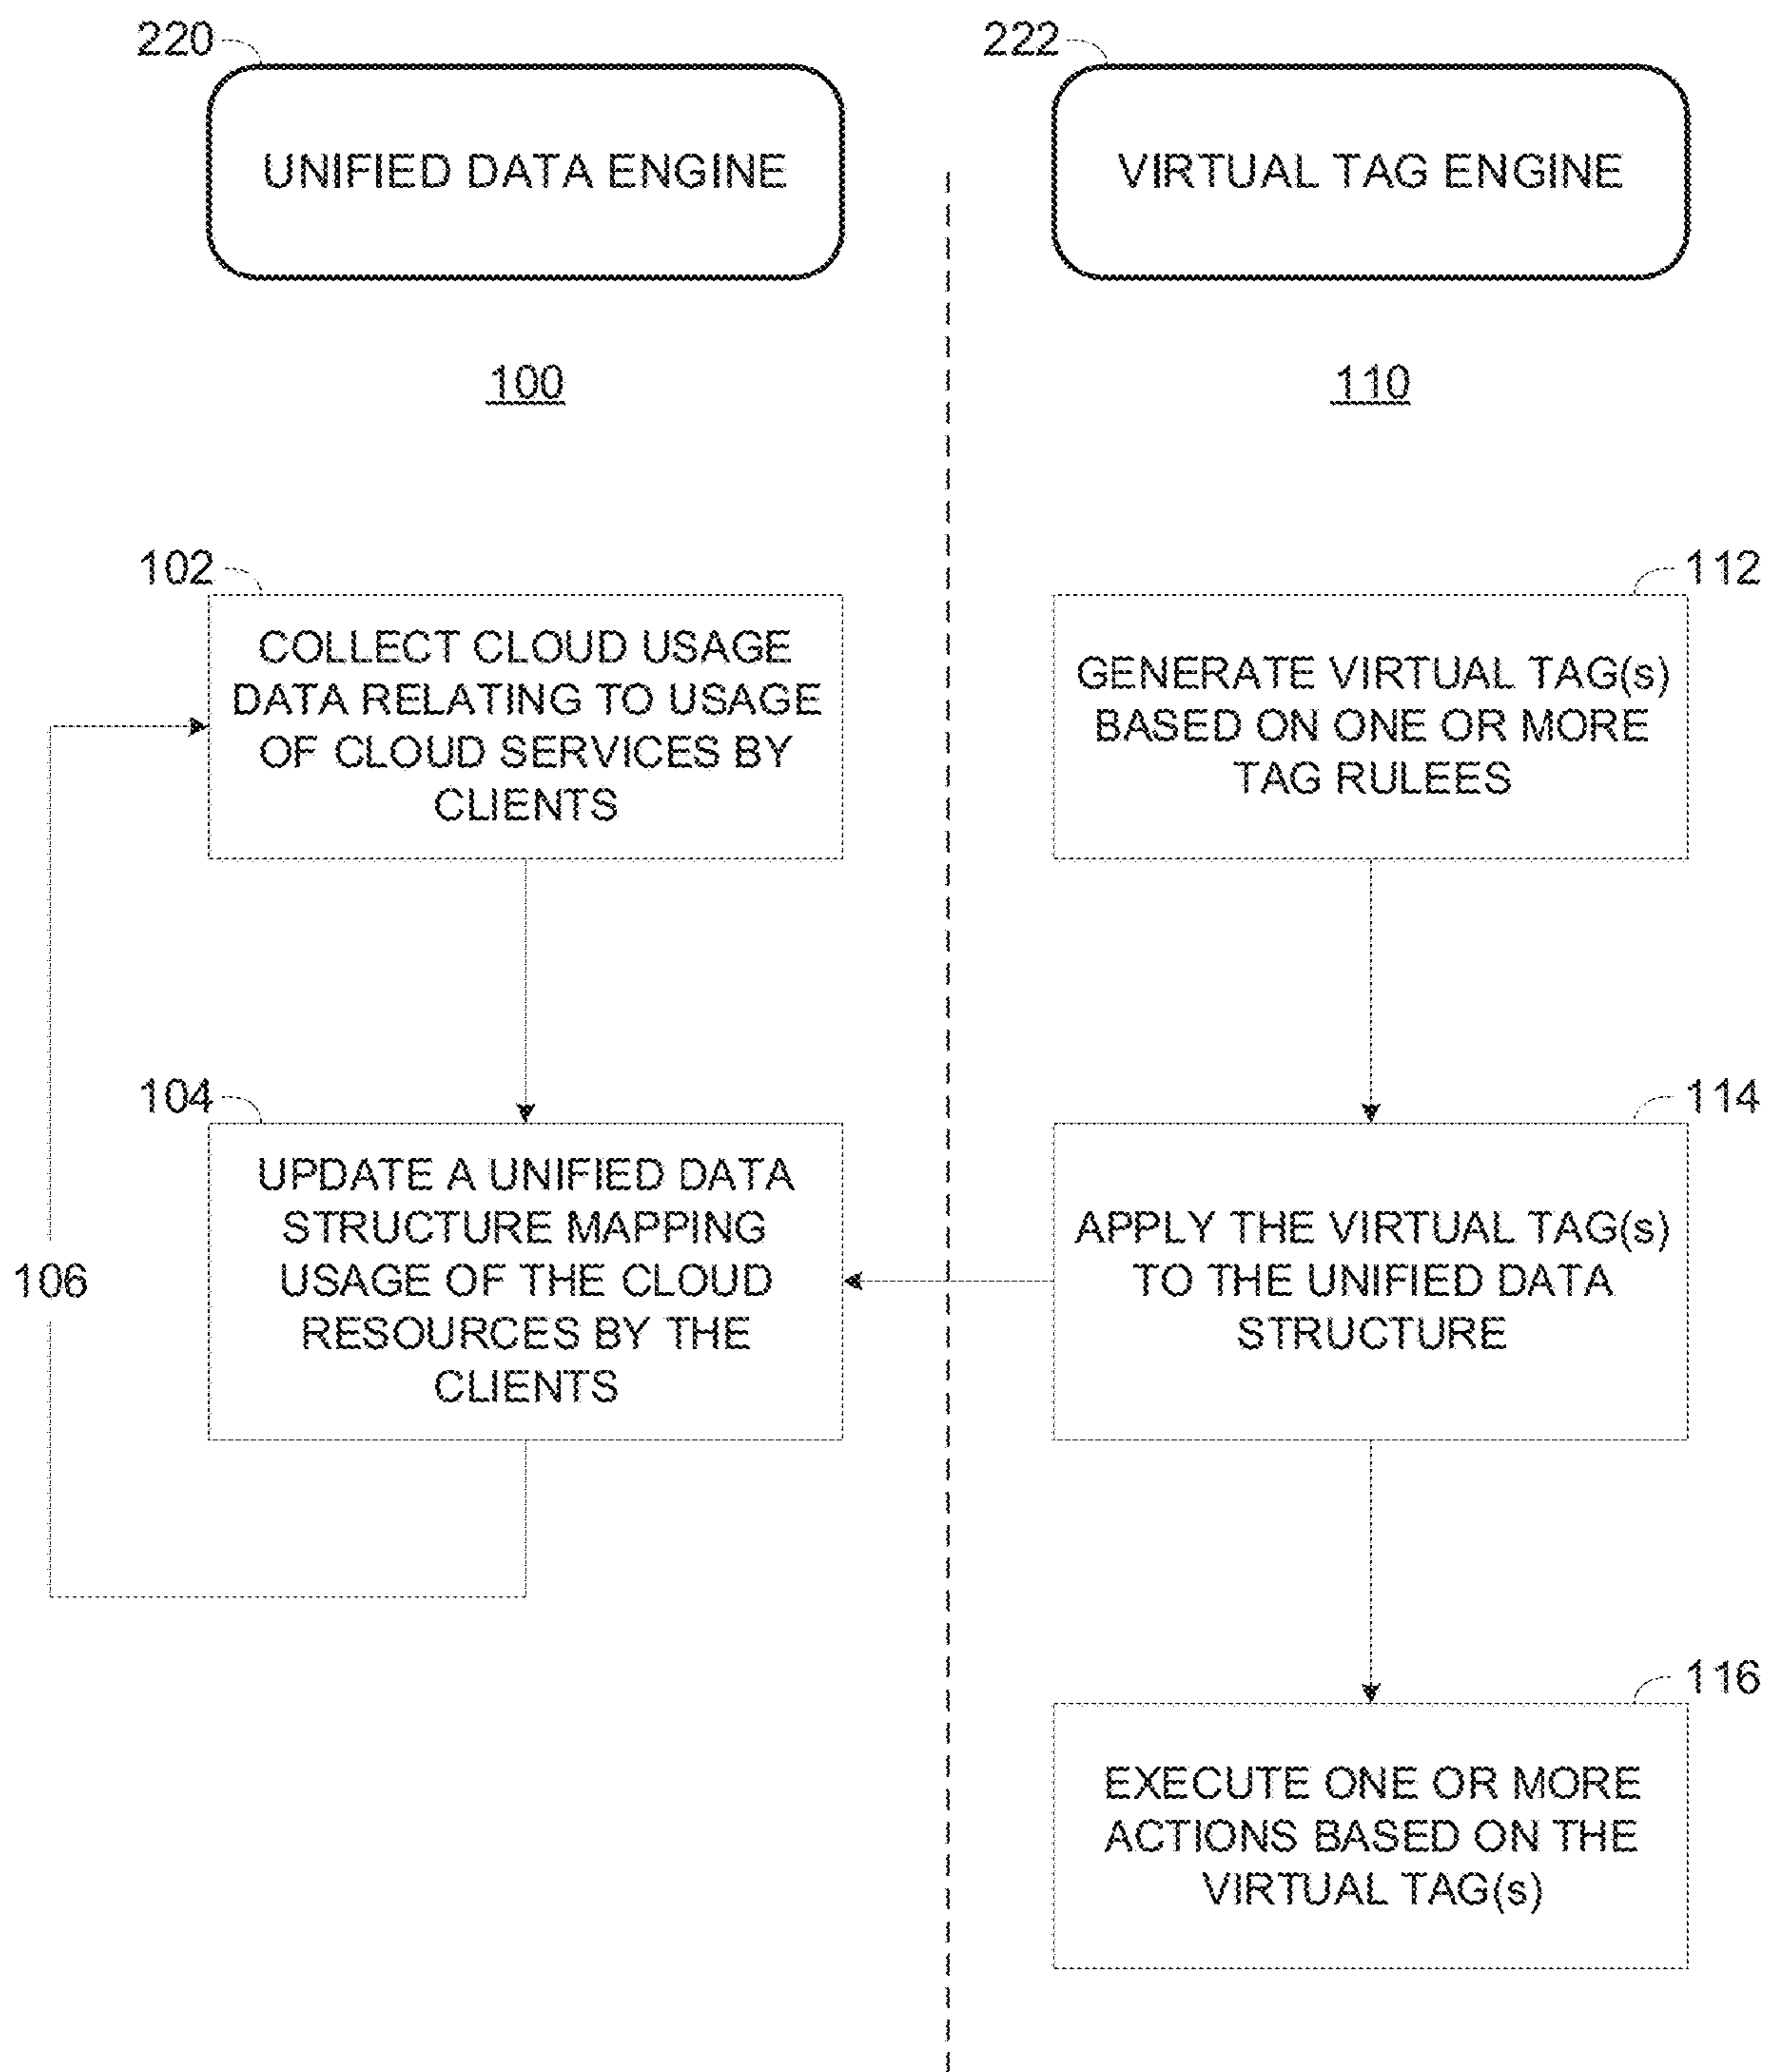 220
UNIFIED DATA ENGINE
100
102
COLLECT CLOUD USAGE
DATA RELATING TO USAGE
OF CLOUD SERVICES BY
CLIENTS
104
UPDATE A UNIFIED DATA
STRUCTURE MAPPING
USAGE OF THE CLOUD
RESOURCES BY THE
CLIENTS
106
222
VIRTUAL TAG ENGINE
110
112
GENERATE VIRTUAL TAG(s)
BASED ON ONE OR MORE
TAG RULEES
114
APPLY THE VIRTUAL TAG(s)
TO THE UNIFIED DATA
STRUCTURE
116
EXECUTE ONE OR MORE
ACTIONS BASED ON THE
VIRTUAL TAG(s)